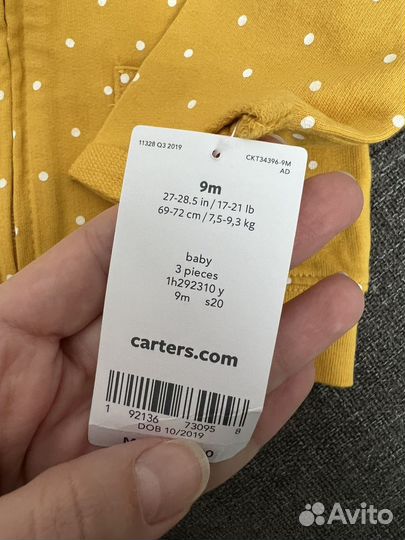 11328 Q3 2019
CKT34396-9M
AD
9m
27-28.5 in / 17-21 lb
69-72 cm / 7,5-9,3 kg
baby
3 pieces
1h292310 y
9m s20
carters.com
1 92136 73095 8
DOB 10/2019
Avito